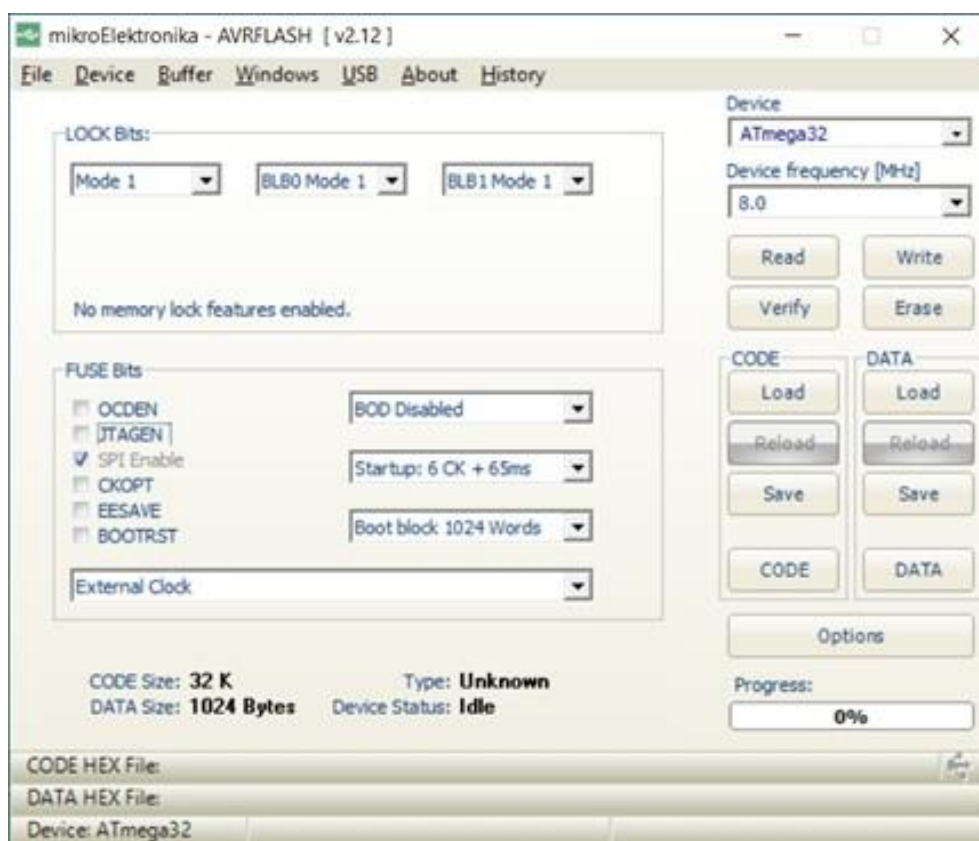 mikroElektronika - AVRFLASH [ v2.12 ]
File Device Buffer Windows USB About History
LOCK Bits:
Mode 1 BLB0 Mode 1 BLB1 Mode 1
No memory lock features enabled.
FUSE Bits
OCDEN
JTAGEN
SPI Enable
CKOPT
EESAVE
BOOTRST
BOD Disabled
Startup: 6 CK + 65ms
Boot block 1024 Words
External Clock
CODE Size: 32 K Type: Unknown
DATA Size: 1024 Bytes Device Status: Idle
Device
ATmega32
Device frequency [MHz]
8.0
Read Write
Verify Erase
CODE DATA
Load Load
Reload Reload
Save Save
CODE DATA
Options
Progress:
0%
CODE HEX File:
DATA HEX File:
Device: ATmega32